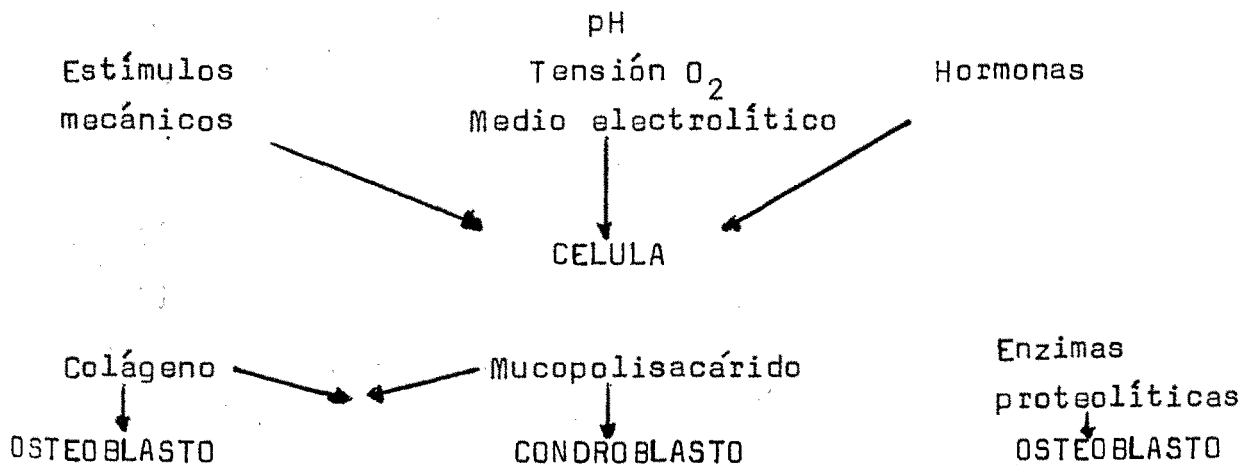 pH
Estímulos
mecánicos
Tensión O2
Medio electrolítico
Hormonas
CELULA
Colágeno
Mucopolisacárido
Enzimas
proteolíticas
OSTEOBLASTO
CONDROBLASTO
OSTEOBLASTO